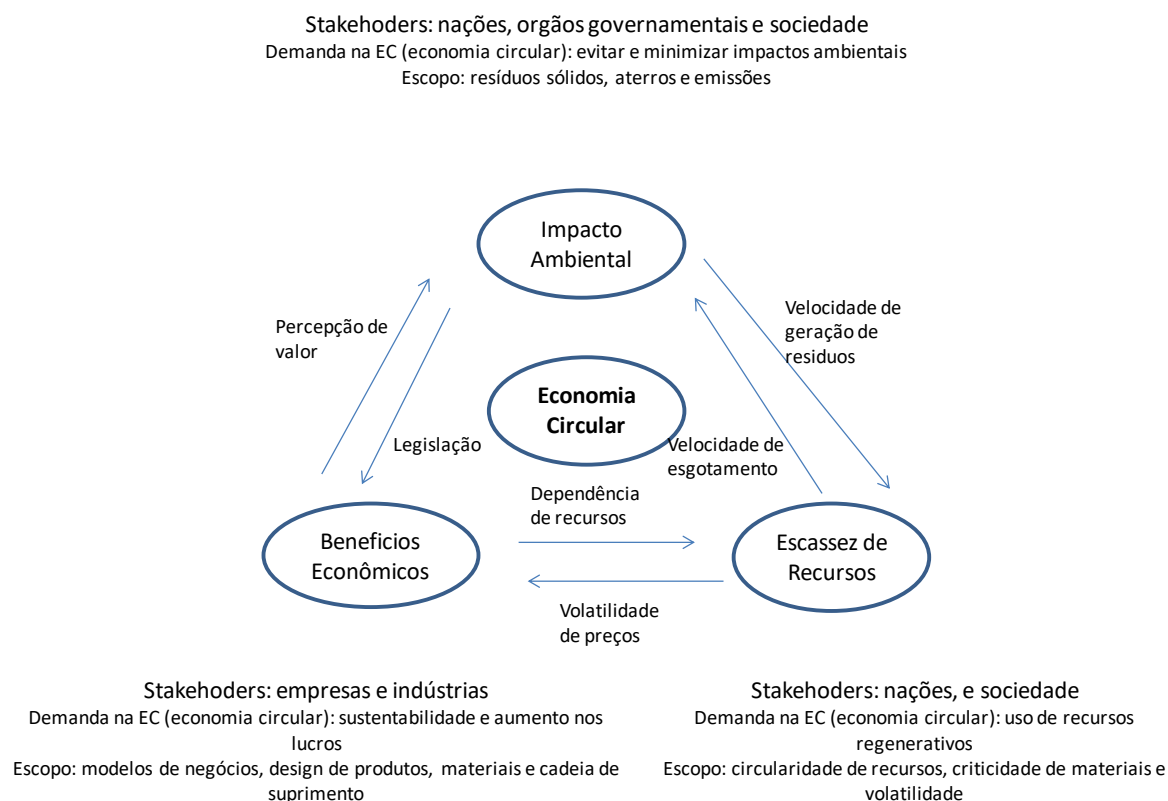 Stakehoders: nações, orgãos governamentais e sociedade
Demanda na EC (economia circular): evitar e minimizar impactos ambientais
Escopo: resíduos sólidos, aterros e emissões
Impacto
Ambiental
Percepção de
valor
Velocidade de
geração de
residuos
Economia
Circular
Legislação
Velocidade de
esgotamento
Dependência
de recursos
Beneficios
Econômicos
Escassez de
Recursos
Volatilidade
de preços
Stakehoders: empresas e indústrias
Demanda na EC (economia circular): sustentabilidade e aumento nos
lucros
Escopo: modelos de negócios, design de produtos, materiais e cadeia de
suprimento
Stakehoders: nações, e sociedade
Demanda na EC (economia circular): uso de recursos
regenerativos
Escopo: circularidade de recursos, criticidade de materiais e
volatilidade